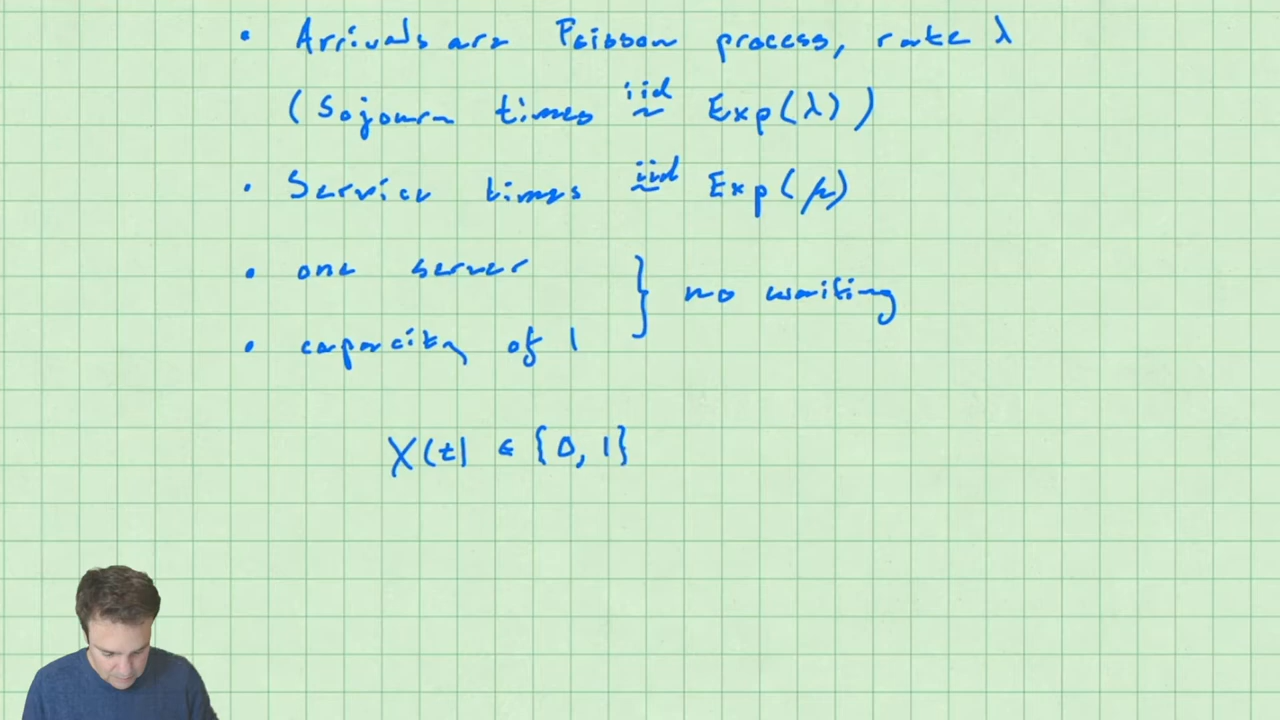 • Arrivals are Poisson process, rate λ
(Sojourn times iid ~ Exp(λ))
• Service times iid ~ Exp(μ)
• one server } no waiting
• capacity of 1
X(t) ∈ {0, 1}